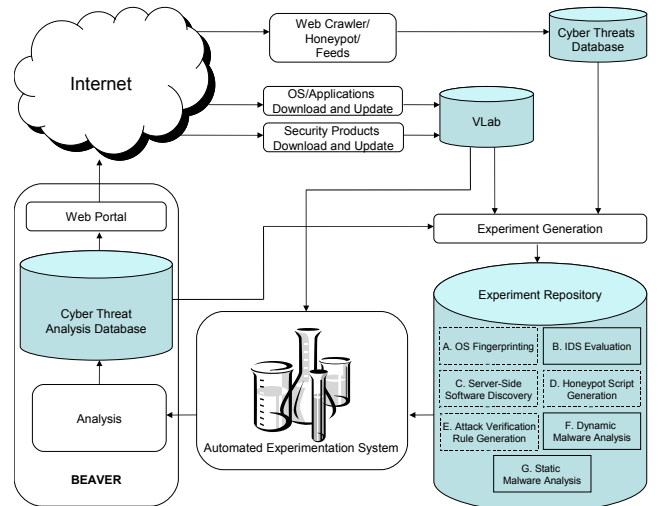 Web Crawler/
Honeypot/
Feeds
Cyber Threats
Database
Internet
OS/Applications
Download and Update
Security Products
Download and Update
VLab
Web Portal
Experiment Generation
Cyber Threat
Analysis Database
Experiment Repository
A. OS Fingerprinting
B. IDS Evaluation
C. Server-Side
Software Discovery
D. Honeypot Script
Generation
E. Attack Verification
Rule Generation
F. Dynamic
Malware Analysis
G. Static
Malware Analysis
Analysis
Automated Experimentation System
BEAVER